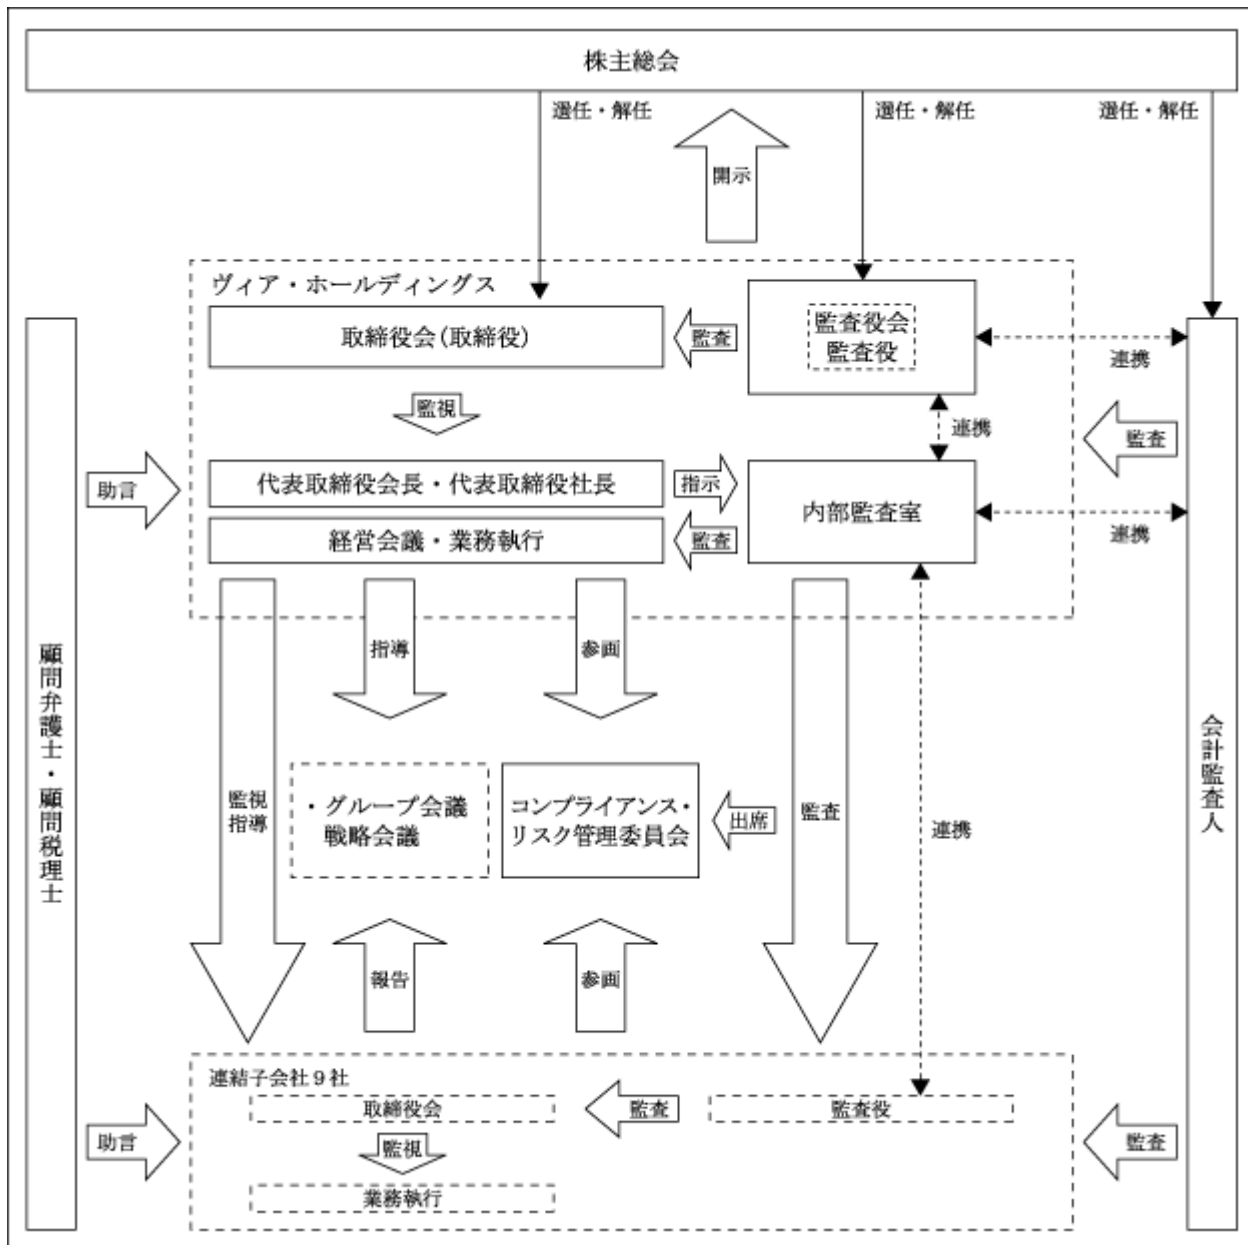 株主総会
選任・解任
選任・解任
選任・解任
開示
ヴィア・ホールディングス
取締役会(取締役)
監査
監査役会
監査役
連携
監視
連携
監査
助言
代表取締役会長・代表取締役社長
指示
内部監査室
経営会議・業務執行
監査
連携
指導
参画
顧問弁護士・顧問税理士
会計監査人
監視
指導
・グループ会議
戦略会議
コンプライアンス・
リスク管理委員会
出席
監査
連携
報告
参画
連結子会社9社
取締役会
監査
監査役
助言
監視
監査
業務執行